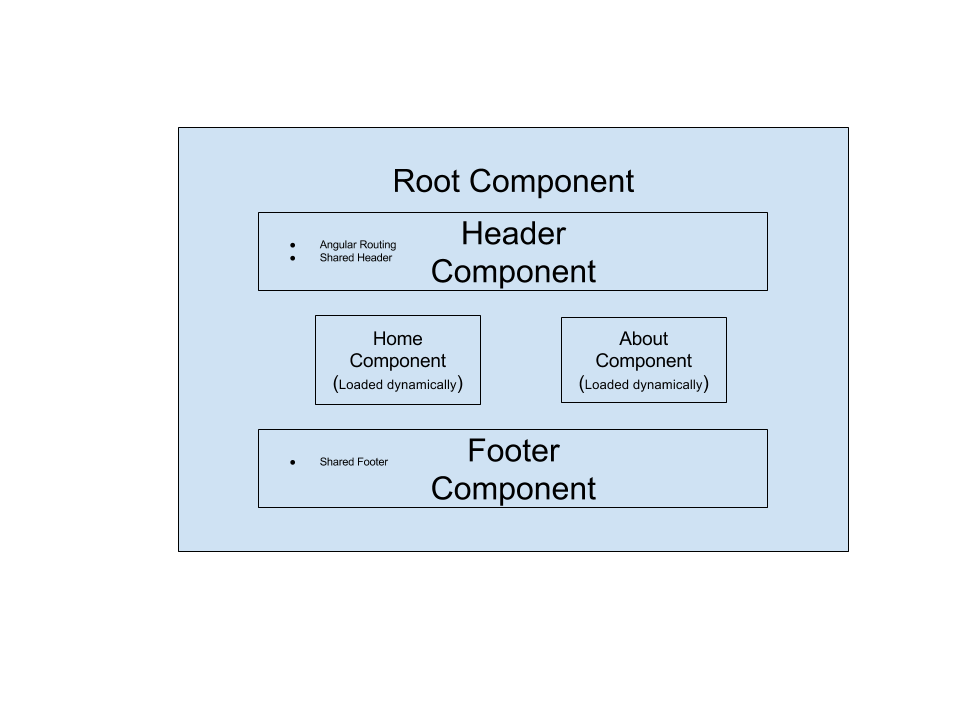 Root Component
Header
Component
● Angular Routing
● Shared Header
Home
Component
(Loaded dynamically)
About
Component
(Loaded dynamically)
Footer
Component
● Shared Footer